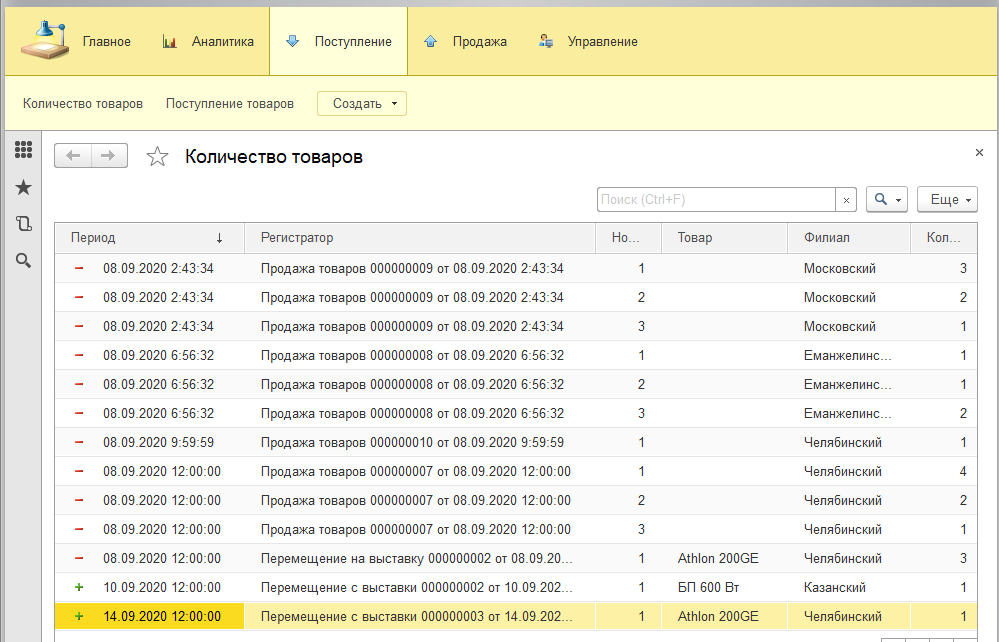 Главное Аналитика Поступление Продажа Управление
Количество товаров Поступление товаров Создать
Количество товаров
Поиск (Ctrl+F) × Еще
Период ↓ Регистратор Но... Товар Филиал Кол...
− 08.09.2020 2:43:34 Продажа товаров 000000009 от 08.09.2020 2:43:34 1 Московский 3
− 08.09.2020 2:43:34 Продажа товаров 000000009 от 08.09.2020 2:43:34 2 Московский 2
− 08.09.2020 2:43:34 Продажа товаров 000000009 от 08.09.2020 2:43:34 3 Московский 1
− 08.09.2020 6:56:32 Продажа товаров 000000008 от 08.09.2020 6:56:32 1 Еманжелинс... 1
− 08.09.2020 6:56:32 Продажа товаров 000000008 от 08.09.2020 6:56:32 2 Еманжелинс... 1
− 08.09.2020 6:56:32 Продажа товаров 000000008 от 08.09.2020 6:56:32 3 Еманжелинс... 2
− 08.09.2020 9:59:59 Продажа товаров 000000010 от 08.09.2020 9:59:59 1 Челябинский 1
− 08.09.2020 12:00:00 Продажа товаров 000000007 от 08.09.2020 12:00:00 1 Челябинский 4
− 08.09.2020 12:00:00 Продажа товаров 000000007 от 08.09.2020 12:00:00 2 Челябинский 2
− 08.09.2020 12:00:00 Продажа товаров 000000007 от 08.09.2020 12:00:00 3 Челябинский 1
− 08.09.2020 12:00:00 Перемещение на выставку 000000002 от 08.09.20... 1 Athlon 200GE Челябинский 3
+ 10.09.2020 12:00:00 Перемещение с выставки 000000002 от 10.09.202... 1 БП 600 Вт Казанский 1
+ 14.09.2020 12:00:00 Перемещение с выставки 000000003 от 14.09.202... 1 Athlon 200GE Челябинский 1